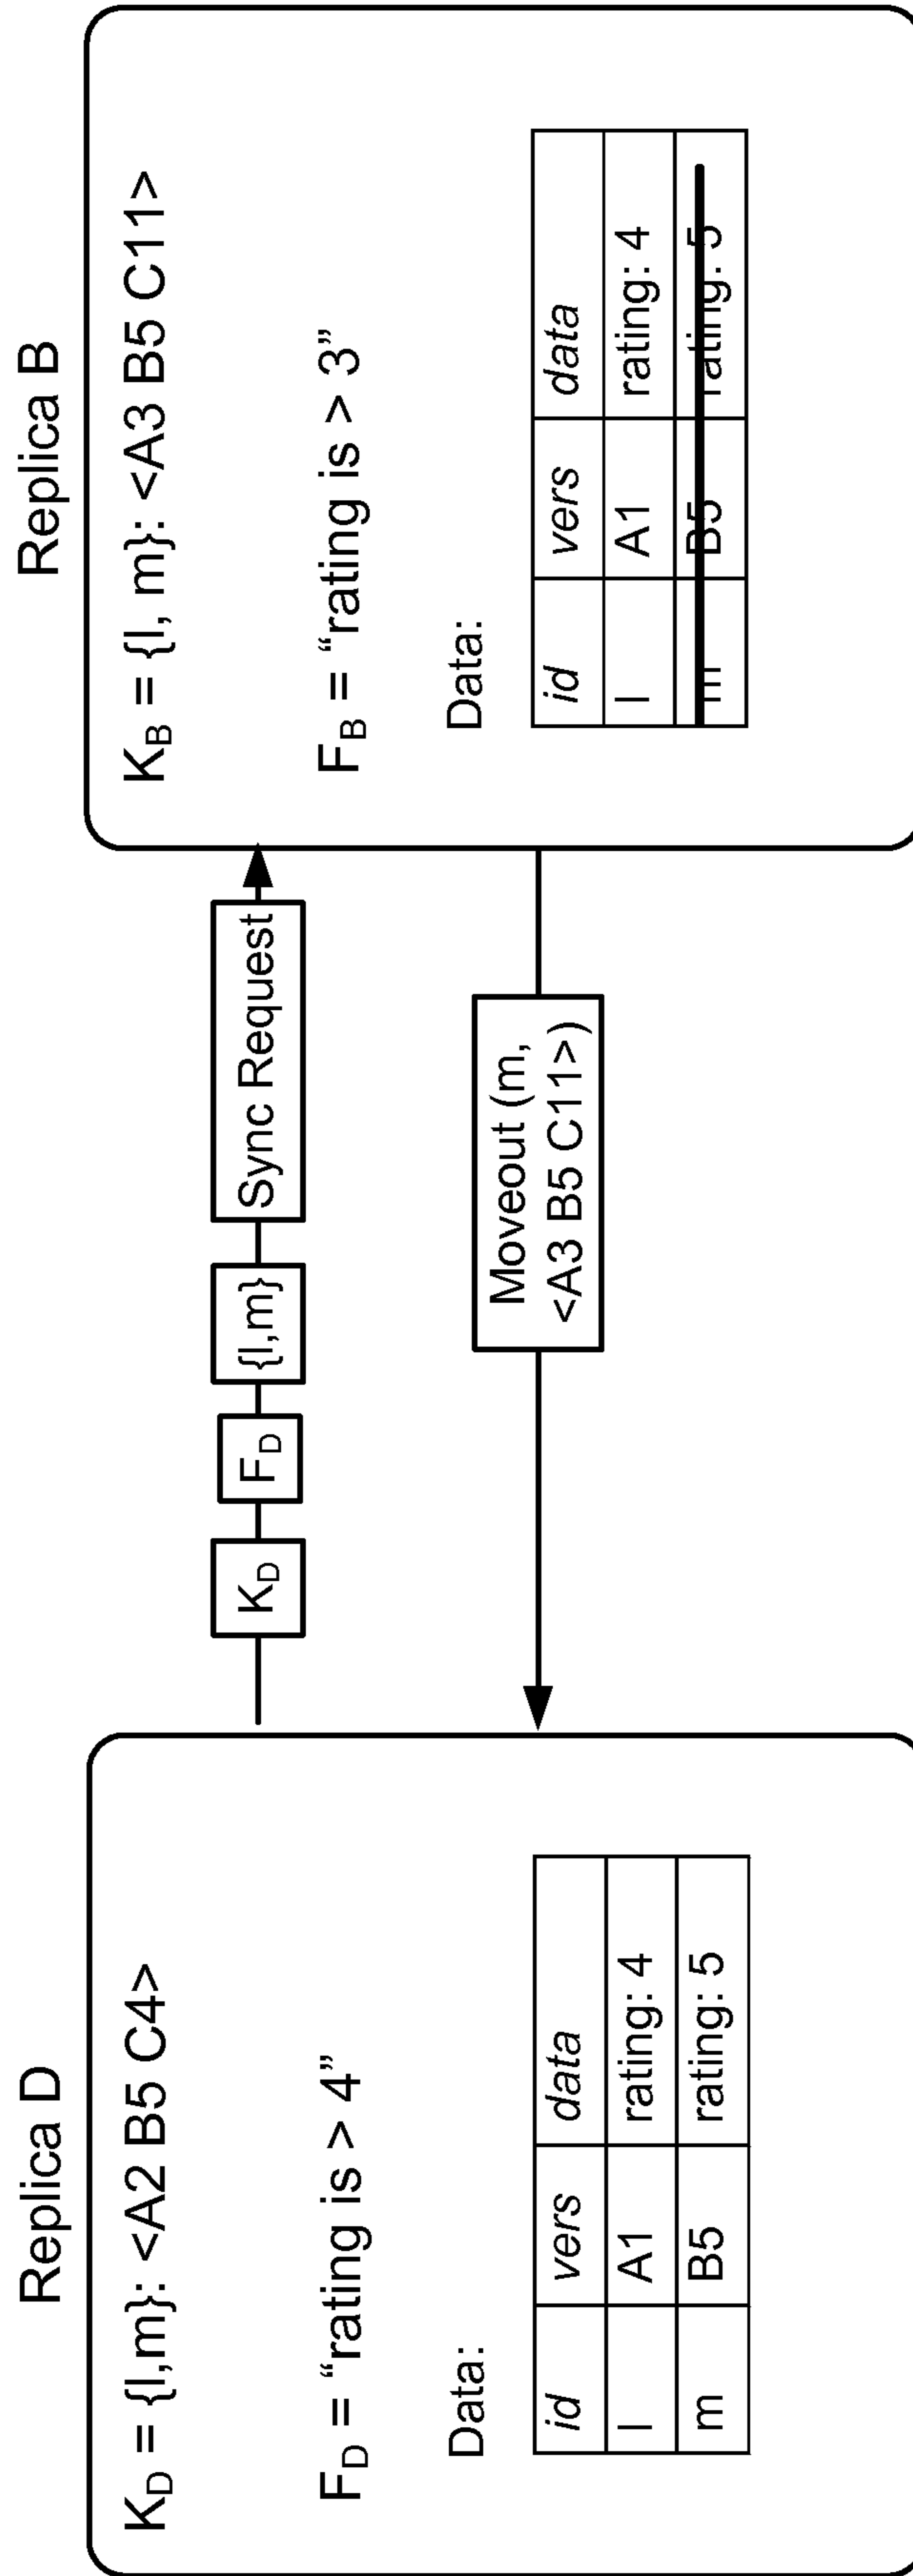 Replica D
K_D = {l,m}: <A2 B5 C4>
F_D = “rating is > 4”
Data:
id vers data
l A1 rating: 4
m B5 rating: 5
K_D
F_D
{l,m}
Sync Request
Moveout (m,
<A3 B5 C11>)
Replica B
K_B = {l, m}: <A3 B5 C11>
F_B = “rating is > 3”
Data:
id vers data
l A1 rating: 4
m B5 rating: 5